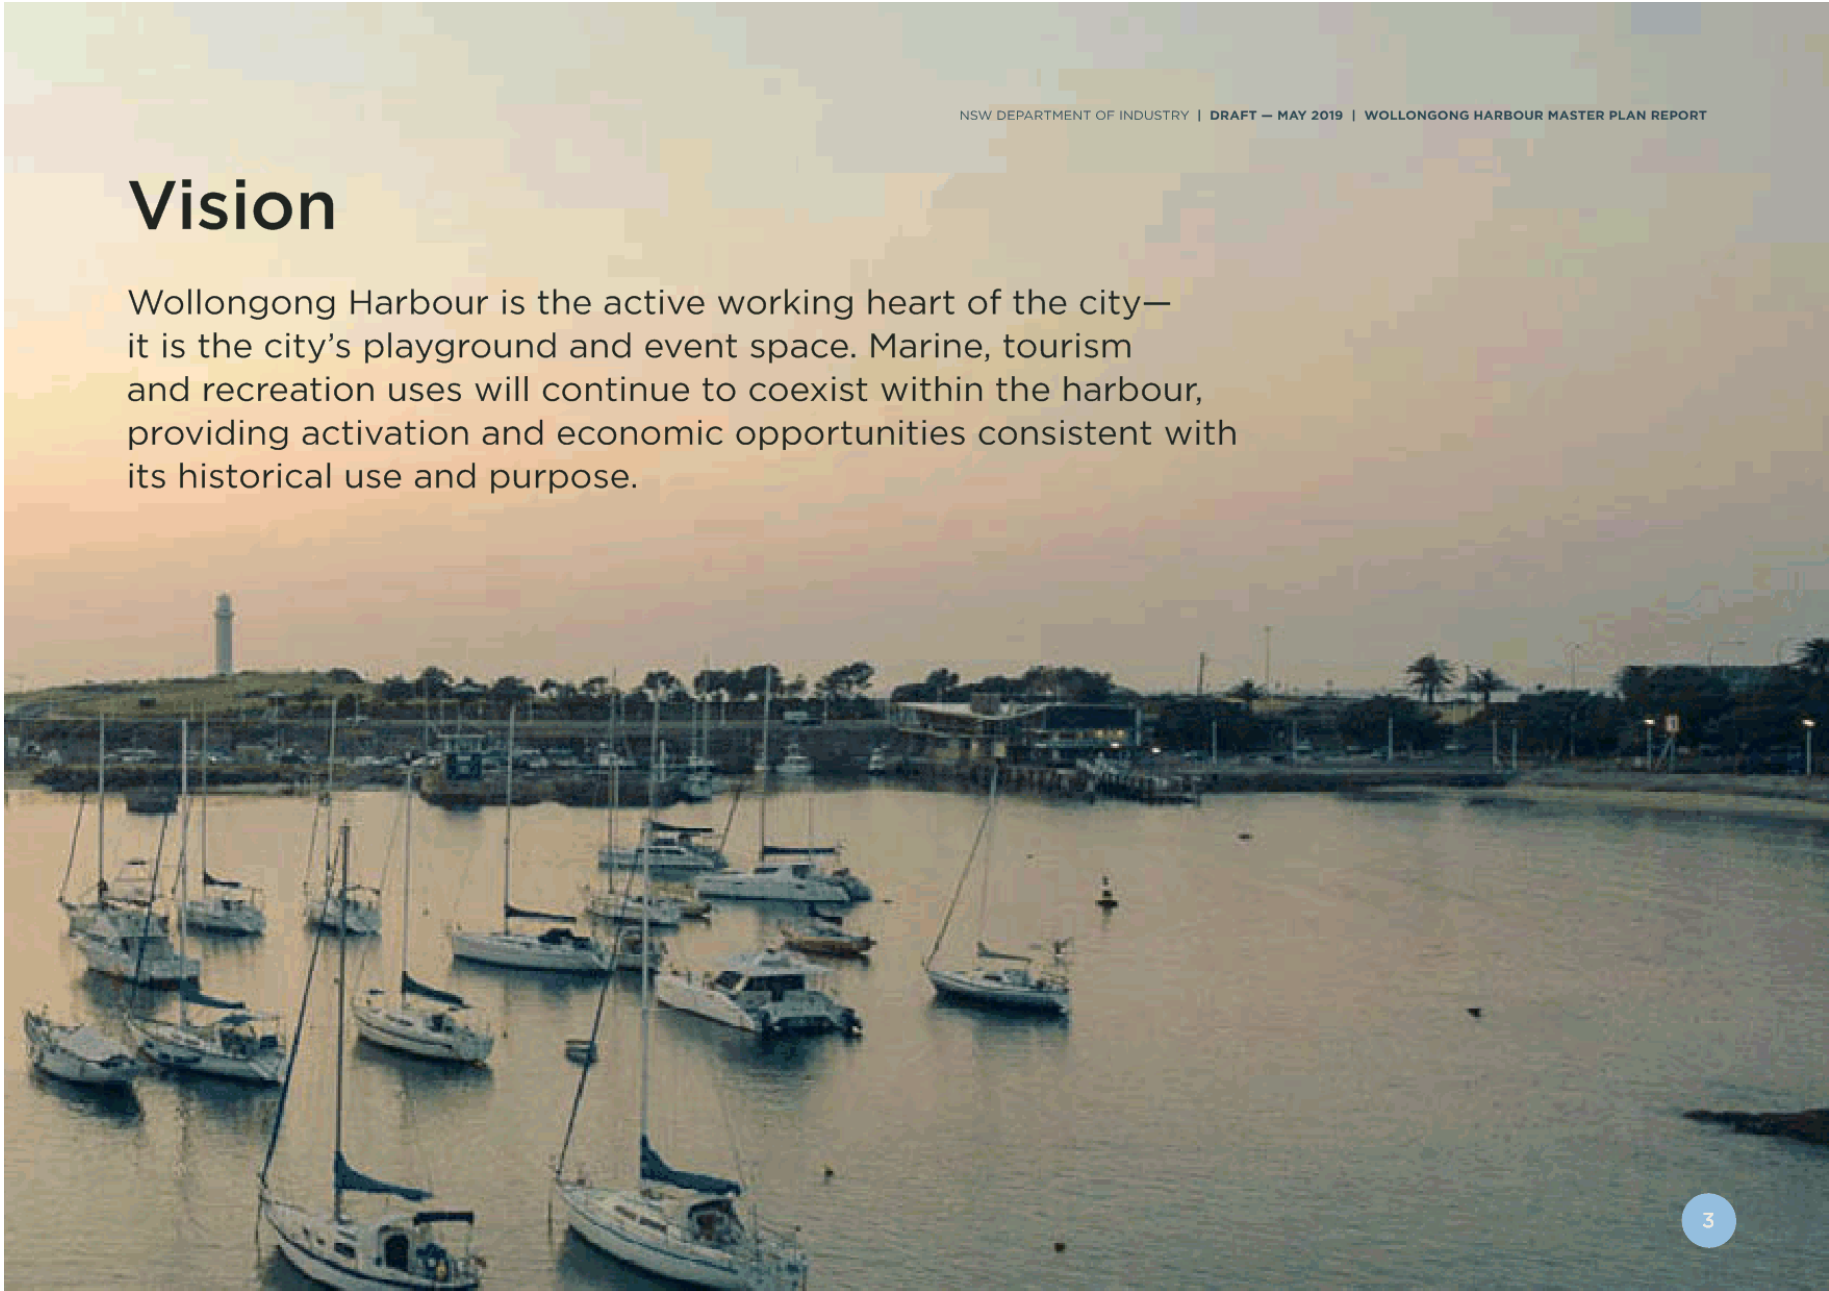 NSW DEPARTMENT OF INDUSTRY | DRAFT — MAY 2019 | WOLLONGONG HARBOUR MASTER PLAN REPORT
Vision
Wollongong Harbour is the active working heart of the city—
it is the city’s playground and event space. Marine, tourism
and recreation uses will continue to coexist within the harbour,
providing activation and economic opportunities consistent with
its historical use and purpose.
3